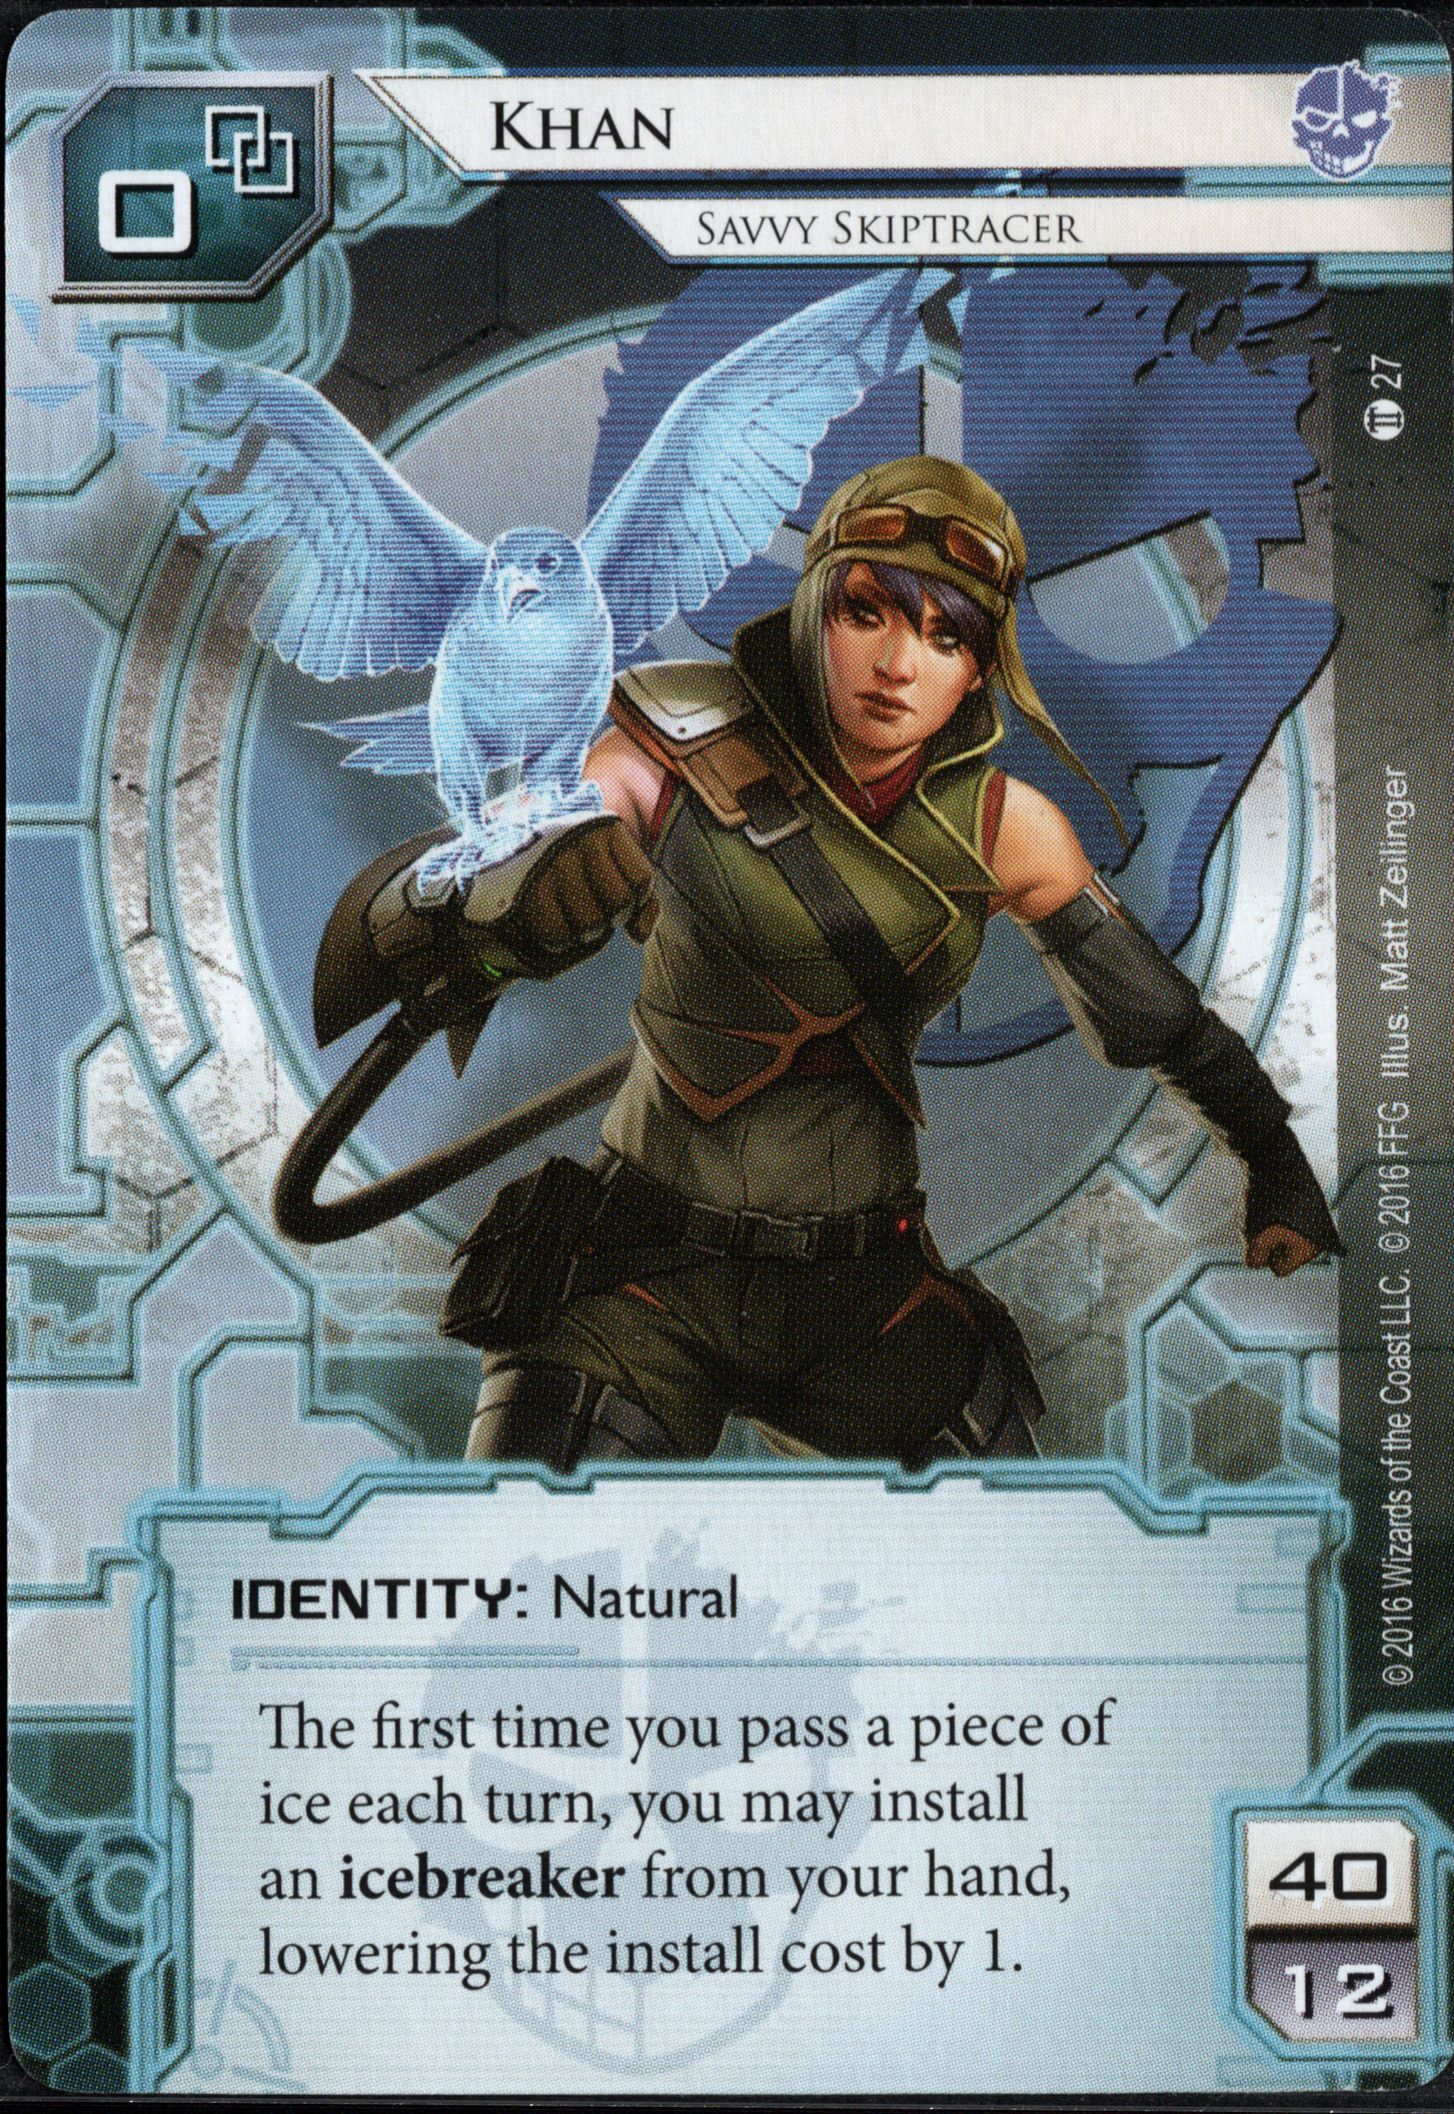 0
KHAN
SAVVY SKIPTRACER
27
© 2016 Wizards of the Coast LLC. © 2016 FFG Illus. Matt Zeilinger
IDENTITY: Natural
The first time you pass a piece of
ice each turn, you may install
an icebreaker from your hand,
lowering the install cost by 1.
40
12